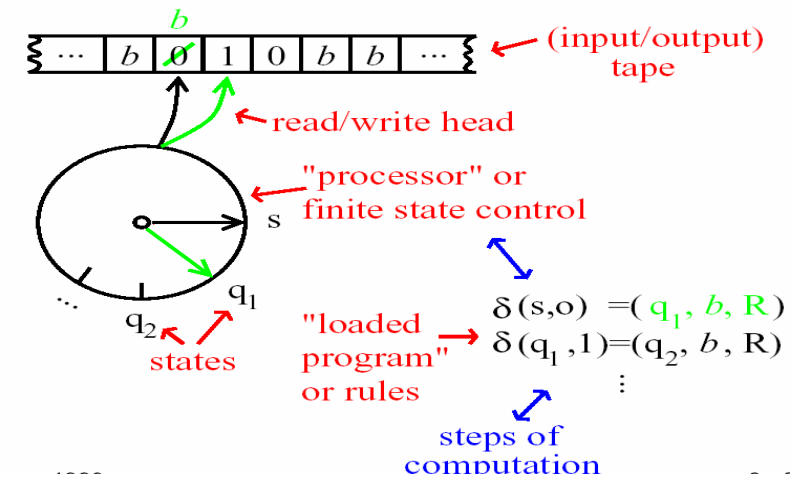 b
... b 0 1 0 b b ...
(input/output)
tape
read/write head
"processor" or
finite state control
s
q1
q2
...
states
"loaded
program"
or rules
δ(s,o) =( q1, b, R)
δ(q1,1)=(q2, b, R)
⋮
steps of
computation